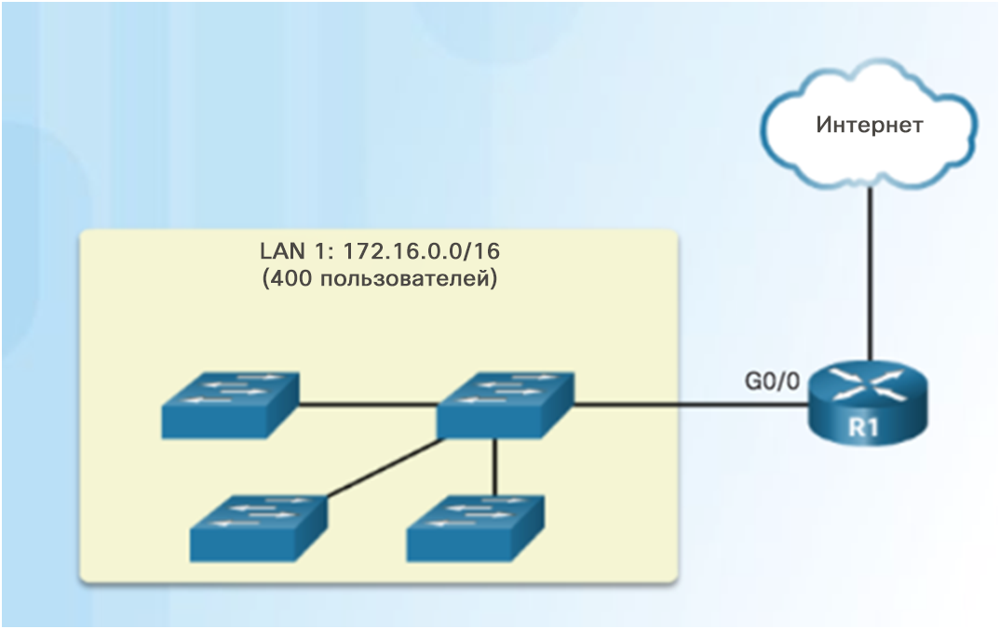 Интернет
LAN 1: 172.16.0.0/16
(400 пользователей)
G0/0
R1